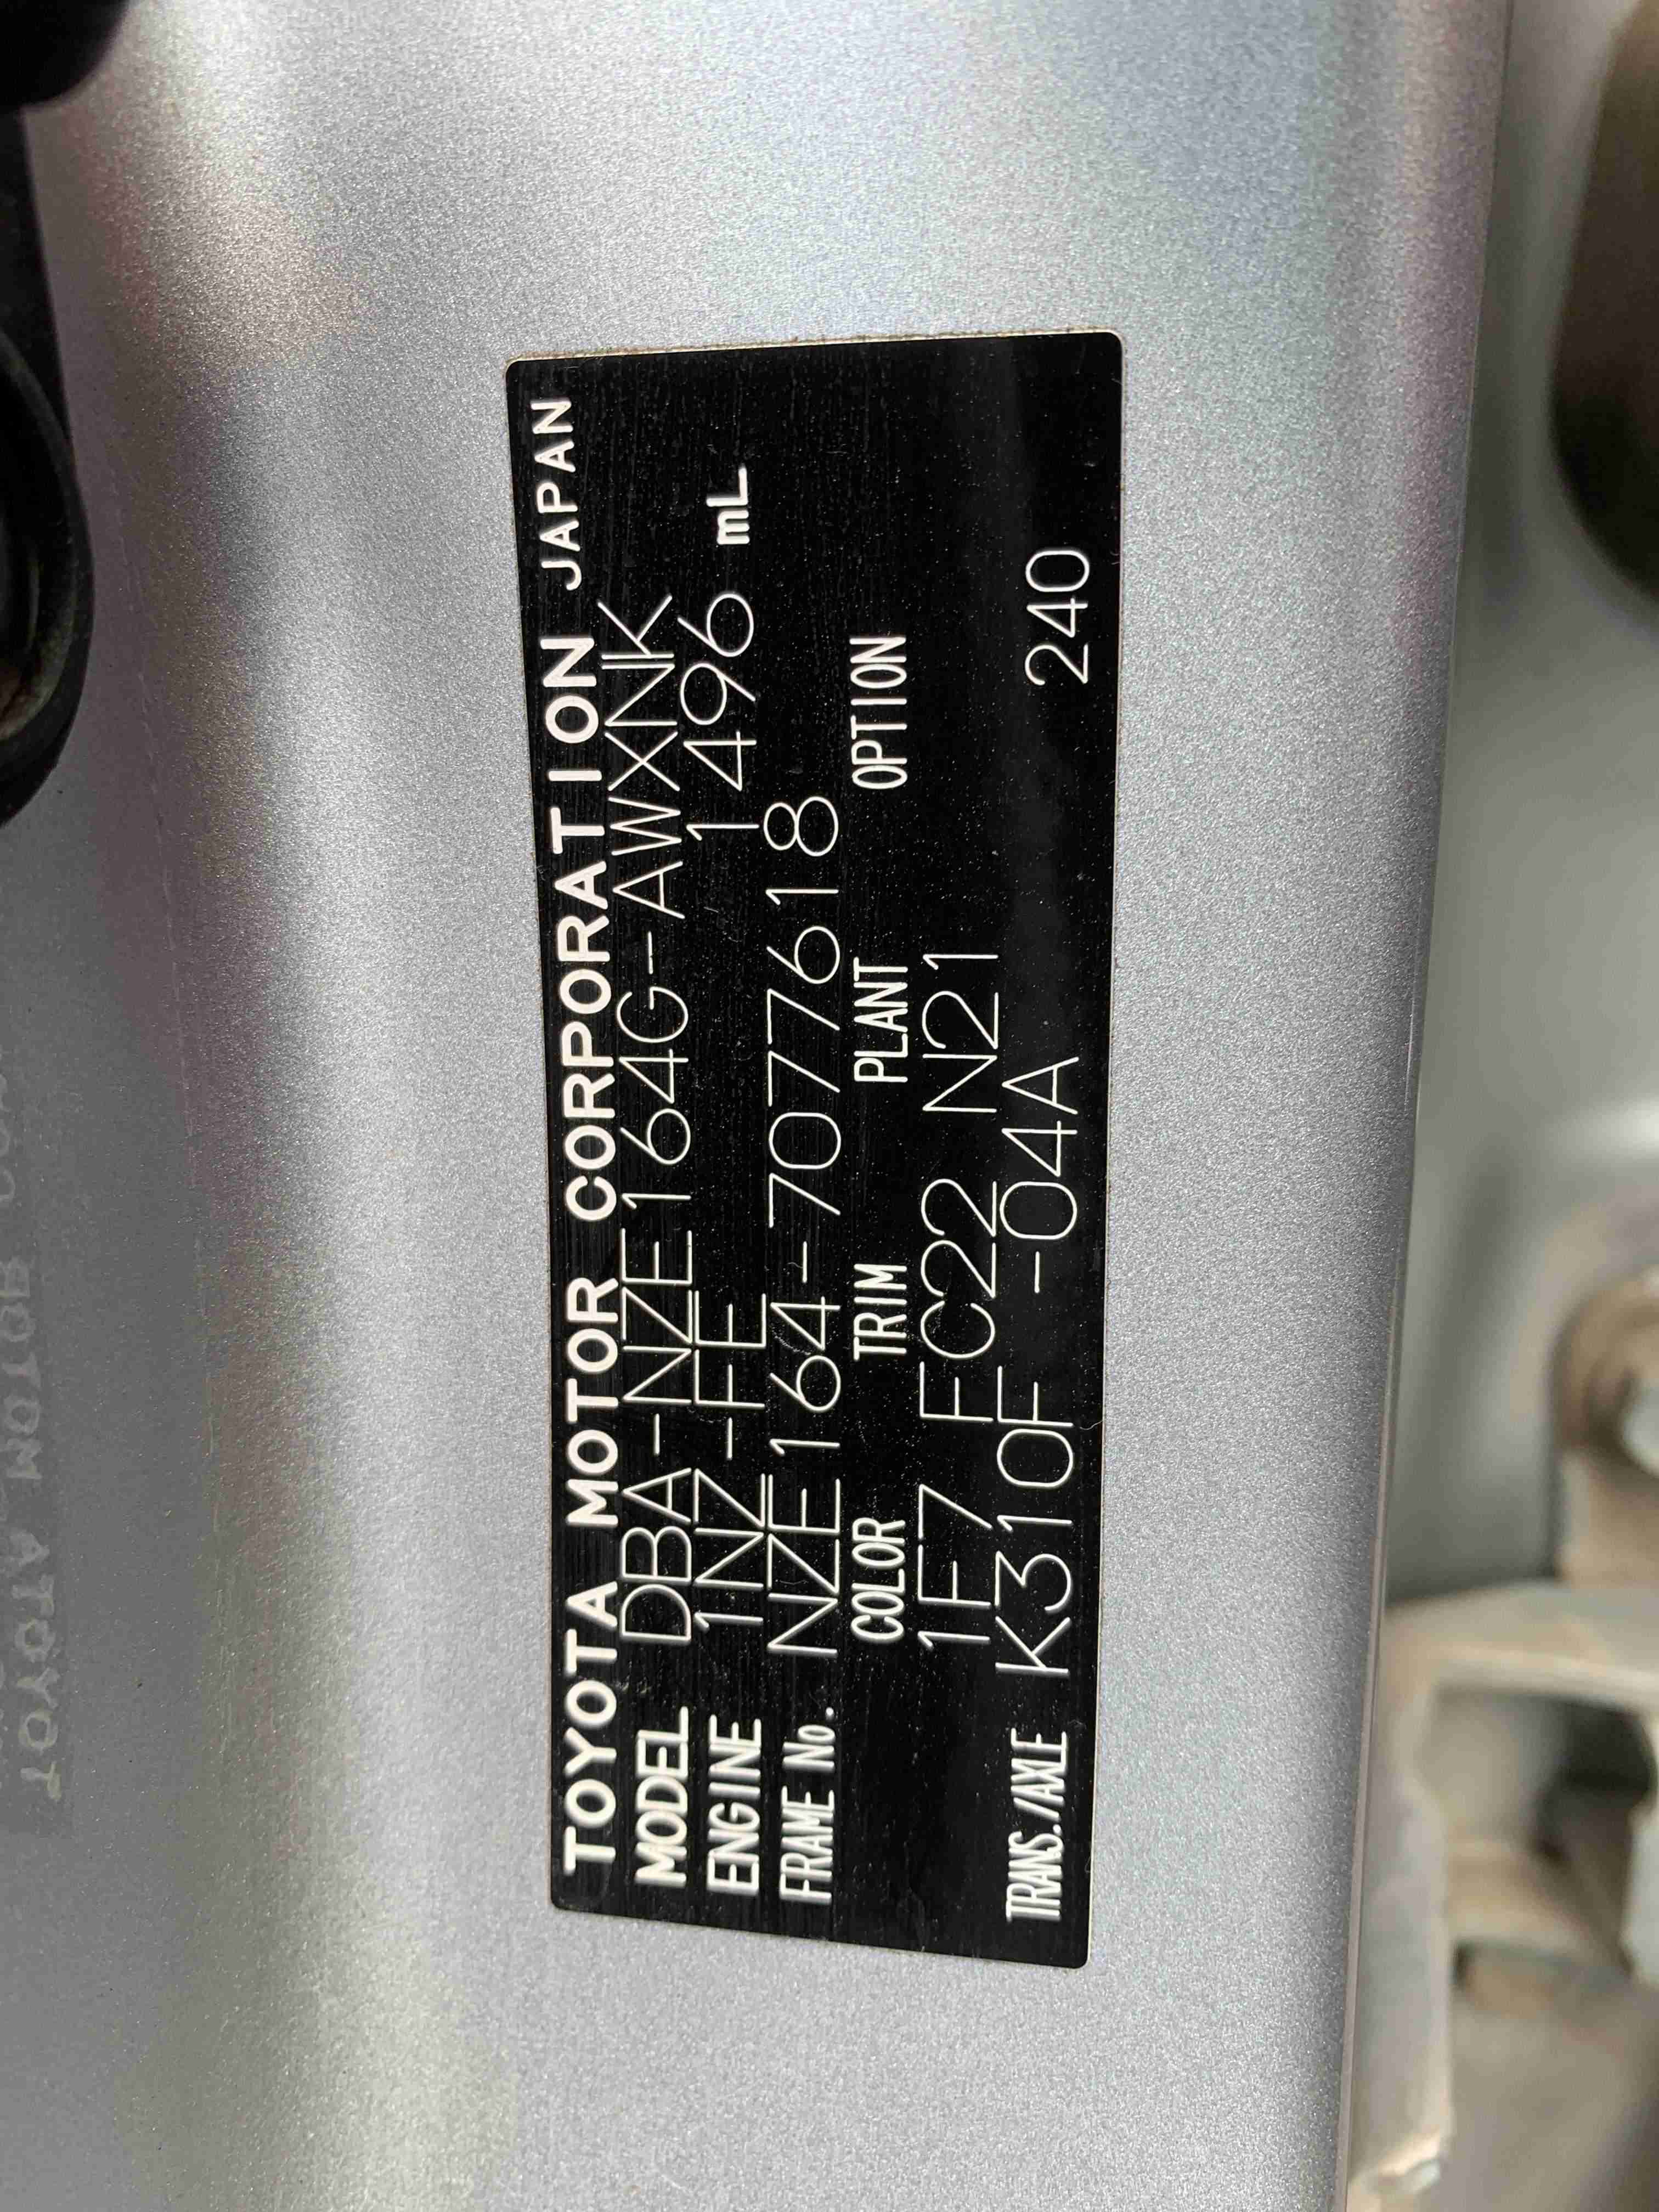 TOYOTA MOTOR CORPORATION JAPAN
MODEL DBA-NZE164G-AWXNK
ENGINE 1NZ-FE 1496 mL
FRAME No. NZE164-7077618
COLOR TRIM PLANT OPTION
1F7 FC22 N21
TRANS./AXLE K310F -04A 240